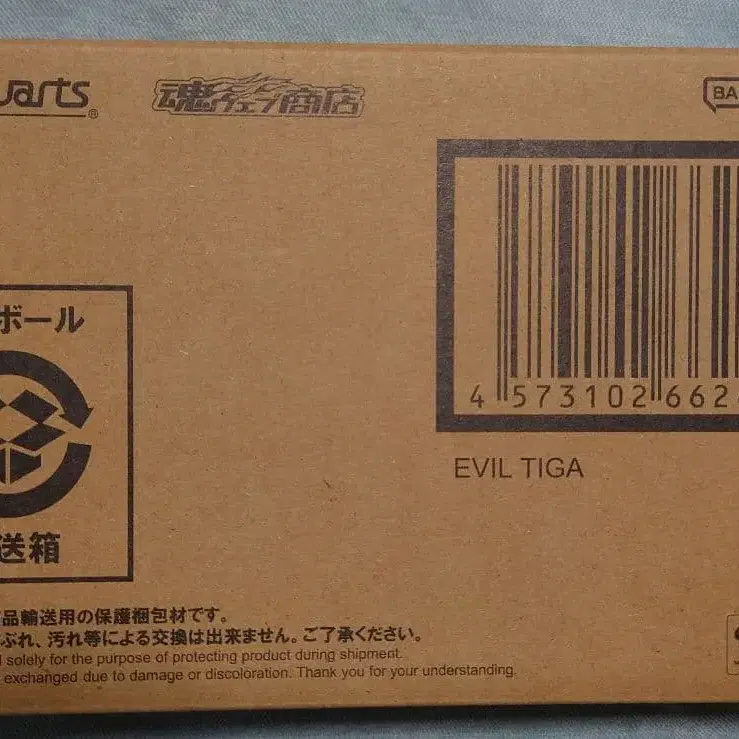 uarts®
魂ウェブ商店
BA
4 573102 662
EVIL TIGA
ボール
送箱
品輸送用の保護梱包材です。
ぶれ、汚れ等による交換は出来ません。ご了承ください。
solely for the purpose of protecting product during shipment.
exchanged due to damage or discoloration. Thank you for your understanding.